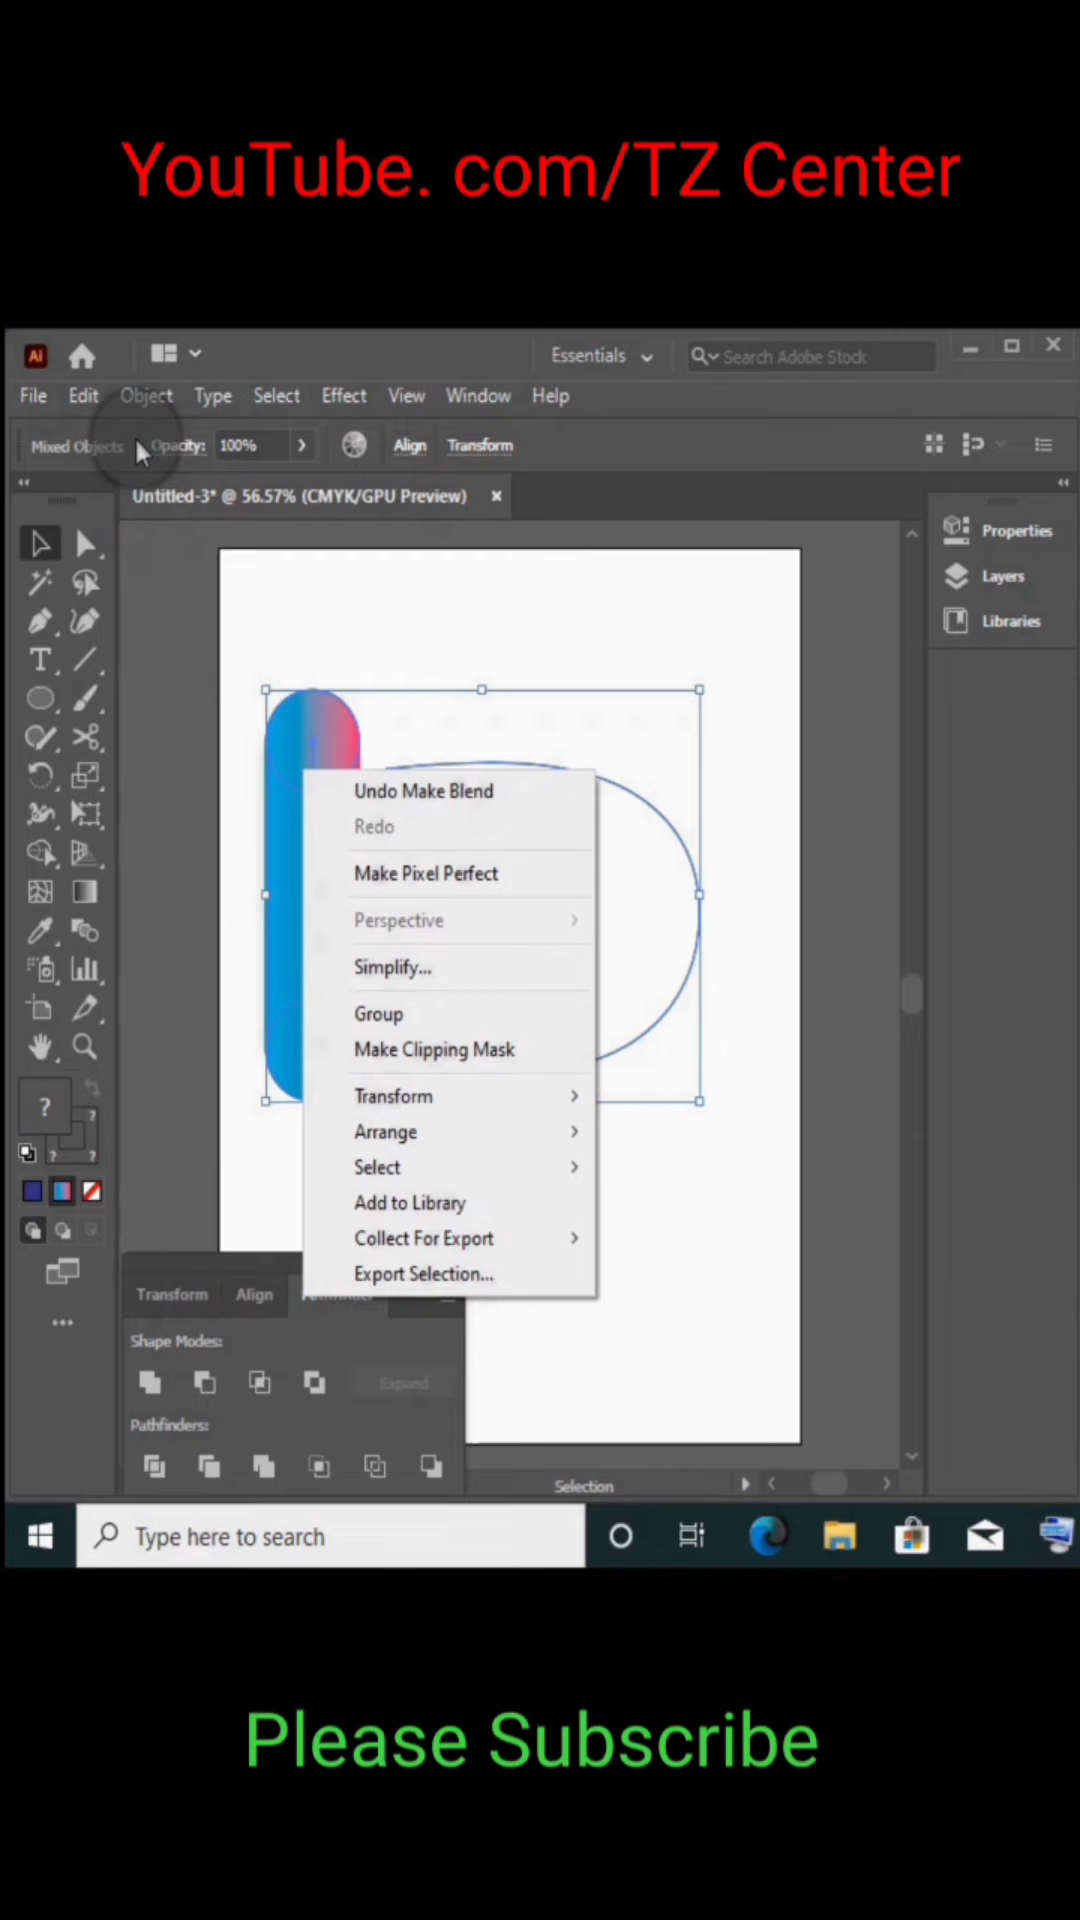 YouTube. com/TZ Center
Ai
Essentials
Search Adobe Stock
File Edit Object Type Select Effect View Window Help
Mixed Objects Opacity: 100% Align Transform
Untitled-3* @ 56.57% (CMYK/GPU Preview)
Properties
Layers
Libraries
Undo Make Blend
Redo
Make Pixel Perfect
Perspective
Simplify...
Group
Make Clipping Mask
Transform
Arrange
Select
Add to Library
Collect For Export
Export Selection...
Transform Align
Shape Modes:
Expand
Pathfinders:
Selection
Type here to search
Please Subscribe